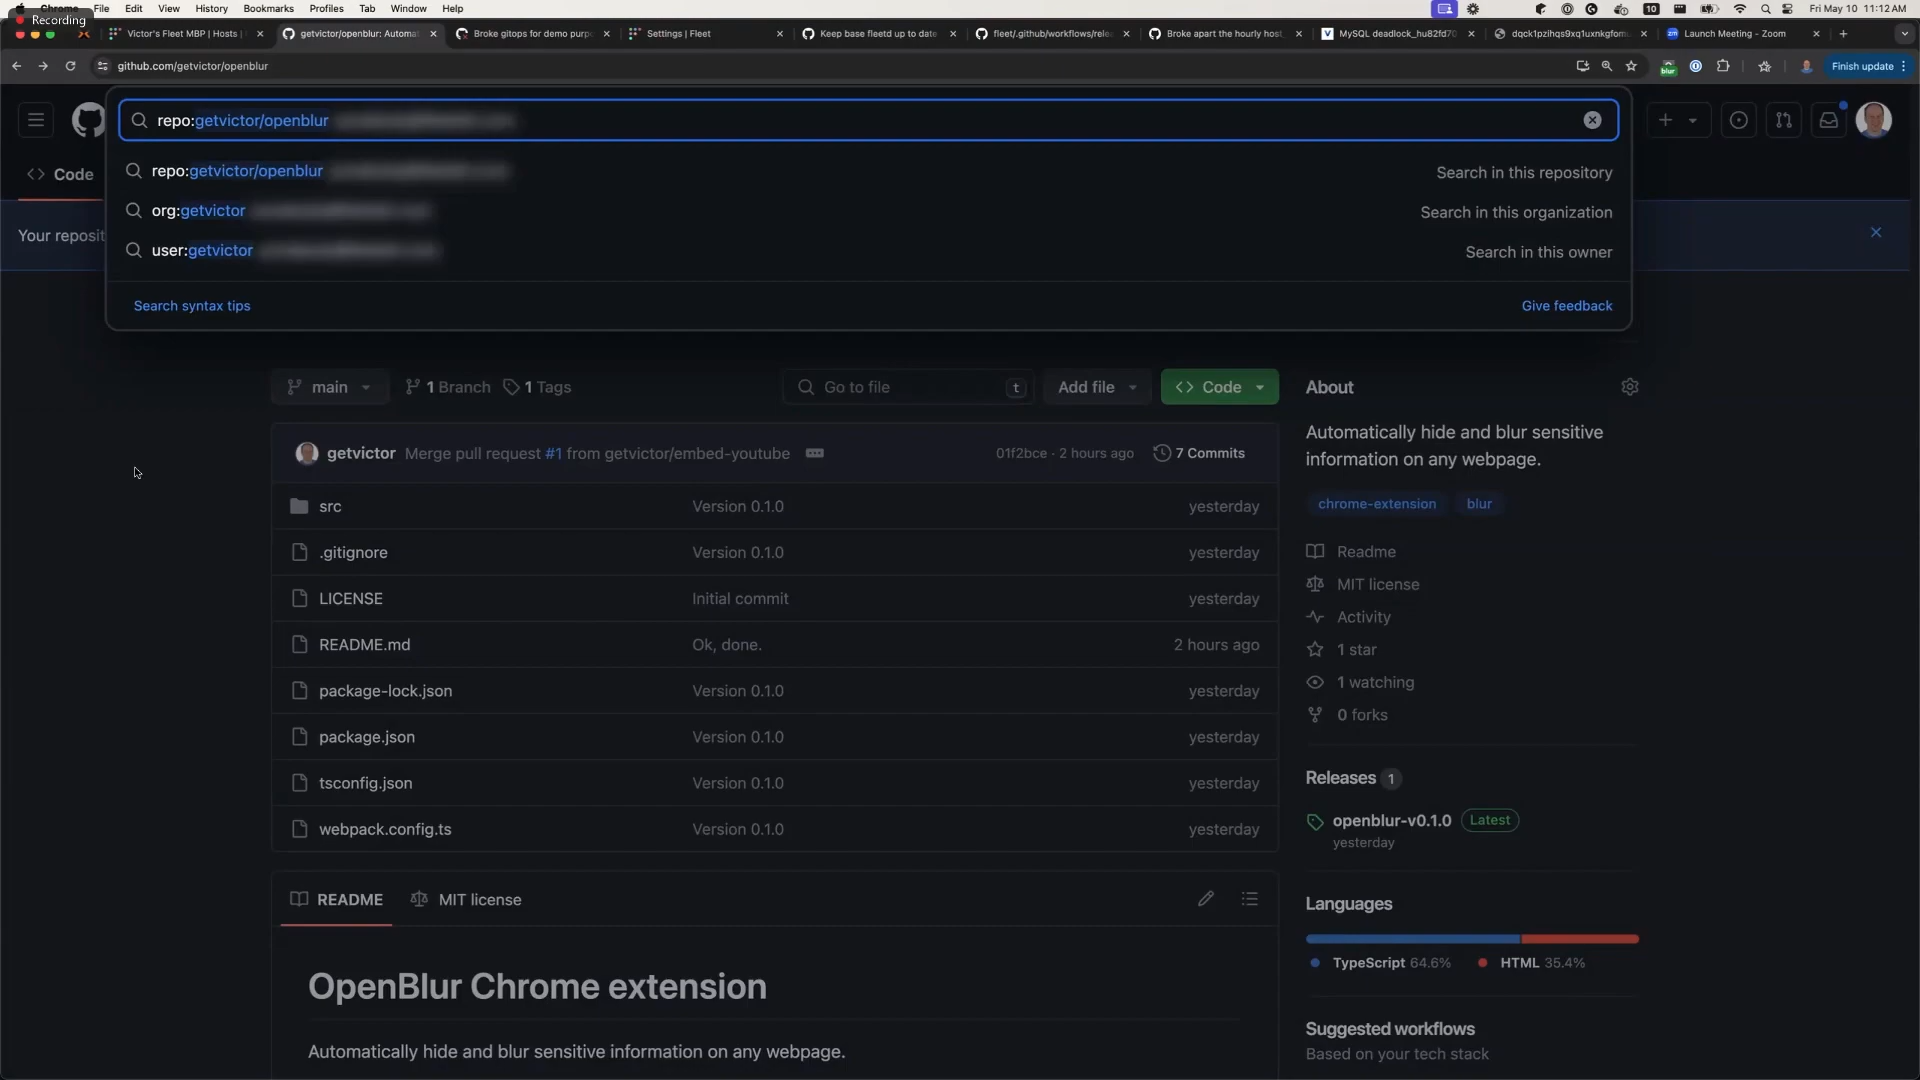 Chrome File Edit View History Bookmarks Profiles Tab Window Help
10 Fri May 10 11:12 AM
Recording
Victor's Fleet MBP | Hosts |
getvictor/openblur: Automa
Broke gitops for demo purp
Settings | Fleet
Keep base fleetd up to date
fleet/.github/workflows/rele
Broke apart the hourly host
MySQL deadlock_hu82fd70
dqck1pzihqs9xq1uxnkgfom
zm Launch Meeting - Zoom
github.com/getvictor/openblur
blur
Finish update
repo:getvictor/openblur
repo:getvictor/openblur
Search in this repository
org:getvictor
Search in this organization
user:getvictor
Search in this owner
Search syntax tips
Give feedback
Code
Your reposit
main
1 Branch
1 Tags
Go to file t
Add file
Code
getvictor Merge pull request #1 from getvictor/embed-youtube
01f2bce · 2 hours ago
7 Commits
src Version 0.1.0 yesterday
.gitignore Version 0.1.0 yesterday
LICENSE Initial commit yesterday
README.md Ok, done. 2 hours ago
package-lock.json Version 0.1.0 yesterday
package.json Version 0.1.0 yesterday
tsconfig.json Version 0.1.0 yesterday
webpack.config.ts Version 0.1.0 yesterday
README
MIT license
OpenBlur Chrome extension
Automatically hide and blur sensitive information on any webpage.
About
Automatically hide and blur sensitive
information on any webpage.
chrome-extension blur
Readme
MIT license
Activity
1 star
1 watching
0 forks
Releases 1
openblur-v0.1.0 Latest
yesterday
Languages
TypeScript 64.6% HTML 35.4%
Suggested workflows
Based on your tech stack